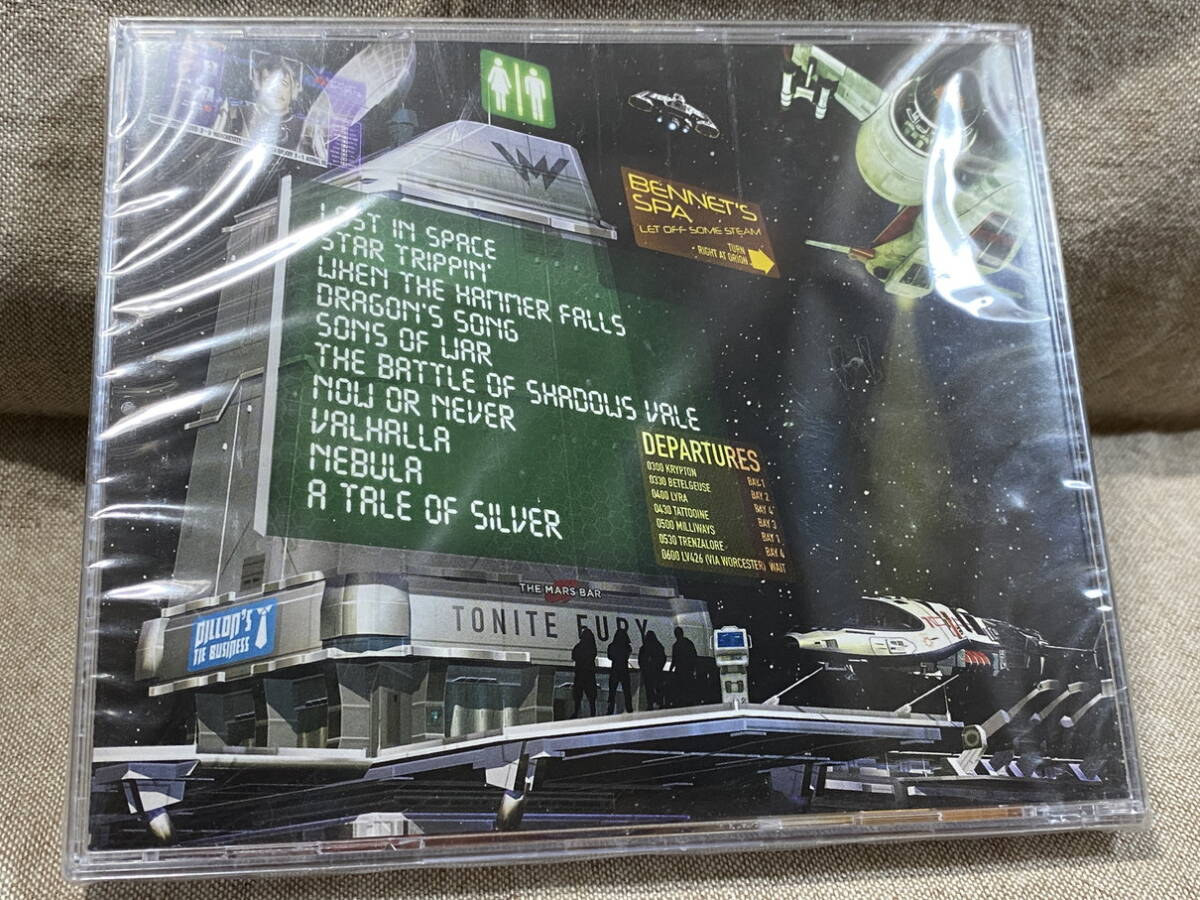 BENNET'S
SPA
LET OFF SOME STEAM
TURN
RIGHT AT ORION
LOST IN SPACE
STAR TRIPPIN'
WHEN THE HAMMER FALLS
DRAGON'S SONG
SONS OF WAR
THE BATTLE OF SHADOWS VALE
NOW OR NEVER
VALHALLA
NEBULA
A TALE OF SILVER
DEPARTURES
0300 KRYPTON BAY 1
0330 BETELGEUSE BAY 2
0400 LYRA BAY 4
0430 TATTOOINE BAY 3
0500 MILLIWAYS BAY 1
0530 TRENZALORE BAY 4
0600 LV426 (VIA WORCESTER) WAIT
THE MARS BAR
TONITE FURY
DILLON'S
TIE BUSINESS